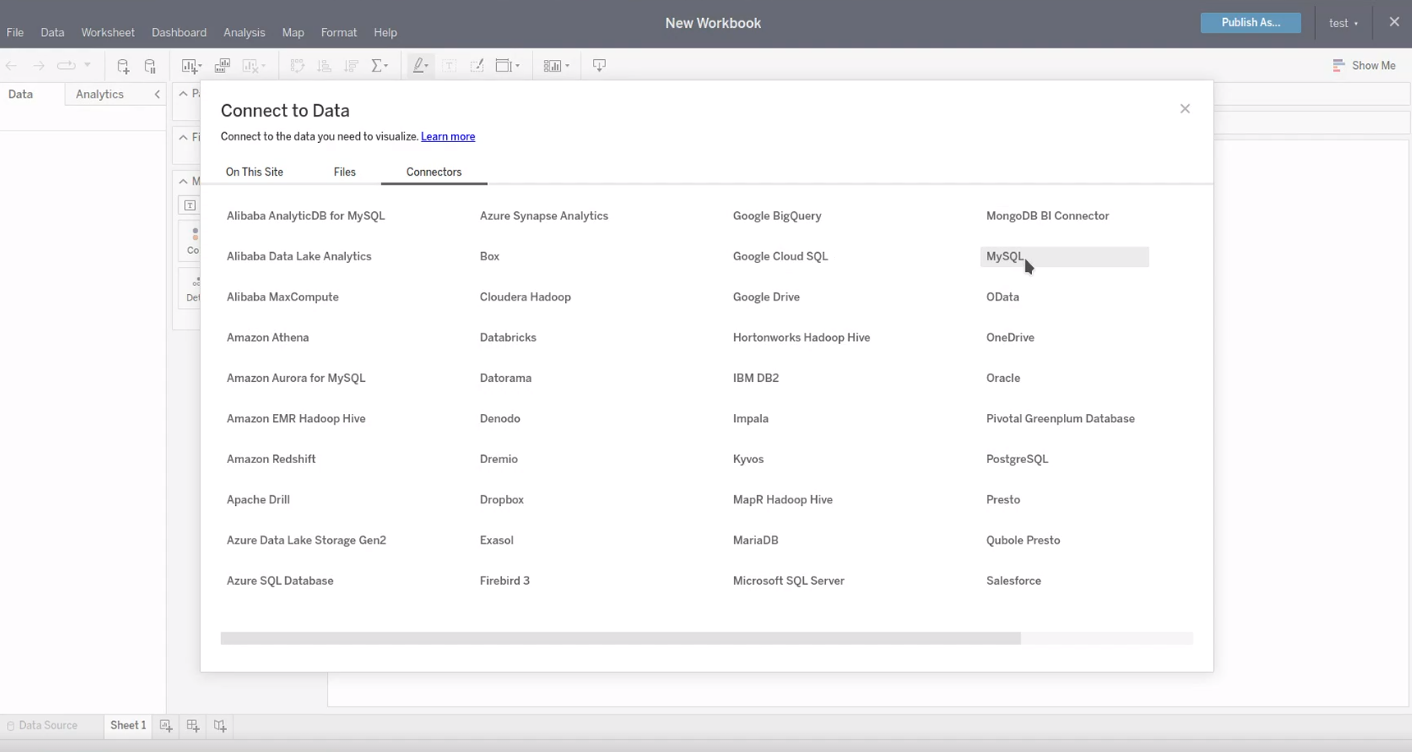 New Workbook
Publish As...
test
File Data Worksheet Dashboard Analysis Map Format Help
Show Me
Data Analytics
Connect to Data
Connect to the data you need to visualize. Learn more
On This Site Files Connectors
Alibaba AnalyticDB for MySQL
Alibaba Data Lake Analytics
Alibaba MaxCompute
Amazon Athena
Amazon Aurora for MySQL
Amazon EMR Hadoop Hive
Amazon Redshift
Apache Drill
Azure Data Lake Storage Gen2
Azure SQL Database
Azure Synapse Analytics
Box
Cloudera Hadoop
Databricks
Datorama
Denodo
Dremio
Dropbox
Exasol
Firebird 3
Google BigQuery
Google Cloud SQL
Google Drive
Hortonworks Hadoop Hive
IBM DB2
Impala
Kyvos
MapR Hadoop Hive
MariaDB
Microsoft SQL Server
MongoDB BI Connector
MySQL
OData
OneDrive
Oracle
Pivotal Greenplum Database
PostgreSQL
Presto
Qubole Presto
Salesforce
Data Source Sheet 1